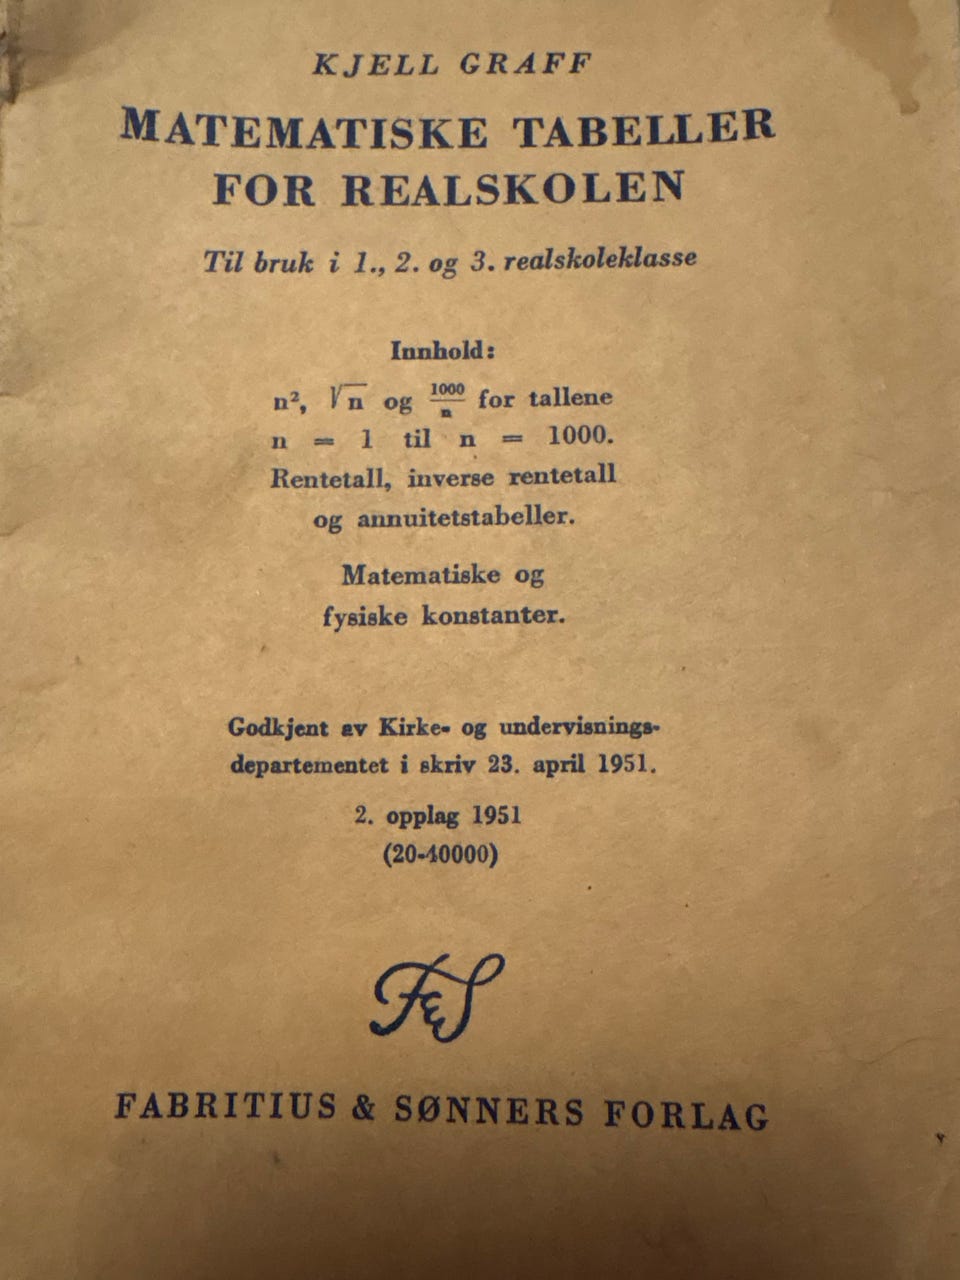 KJELL GRAFF
MATEMATISKE TABELLER
FOR REALSKOLEN
Til bruk i 1., 2. og 3. realskoleklasse
Innhold:
n², √n og 1000/n for tallene
n = 1 til n = 1000.
Rentetall, inverse rentetall
og annuitetstabeller.
Matematiske og
fysiske konstanter.
Godkjent av Kirke- og undervisnings-
departementet i skriv 23. april 1951.
2. opplag 1951
(20-40000)
F&S
FABRITIUS & SØNNERS FORLAG